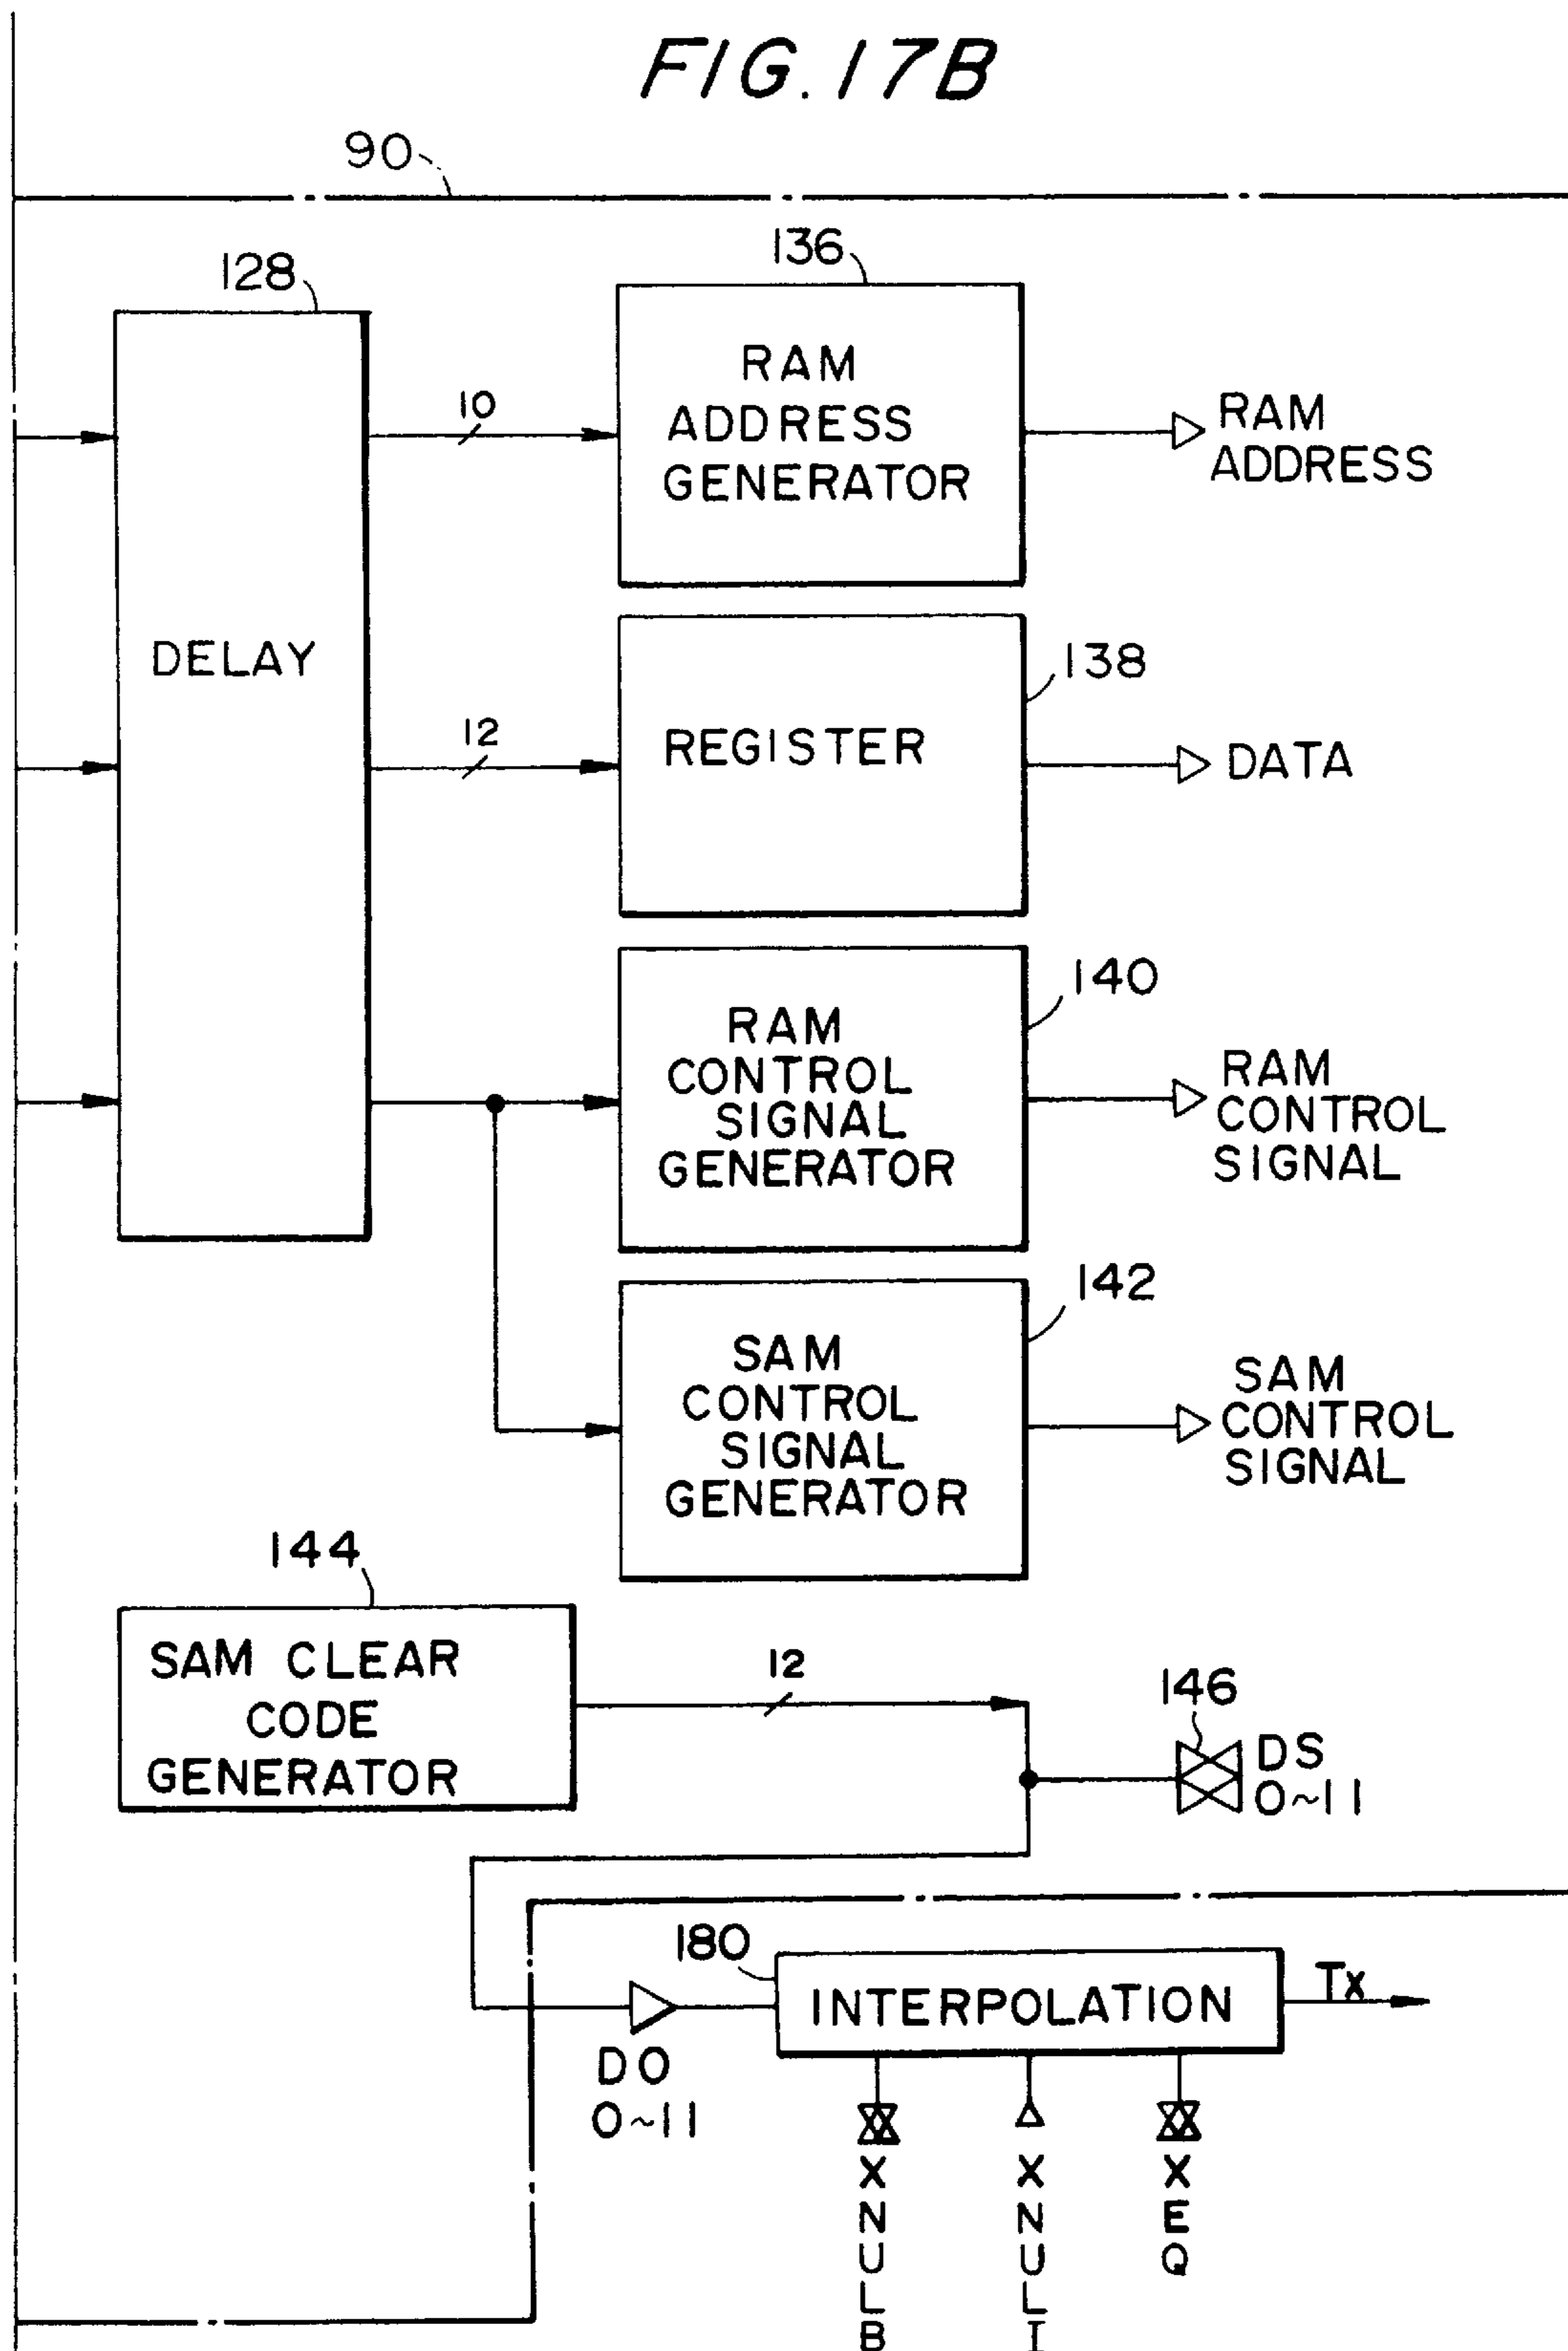 FIG. 17B
90
128
136
RAM
ADDRESS
GENERATOR
10
RAM
ADDRESS
DELAY
138
12
REGISTER
DATA
140
RAM
CONTROL
SIGNAL
GENERATOR
RAM
CONTROL
SIGNAL
142
SAM
CONTROL
SIGNAL
GENERATOR
SAM
CONTROL
SIGNAL
144
SAM CLEAR
CODE
GENERATOR
12
146
DS
0~11
180
INTERPOLATION
Tx
DO
0~11
XNULB
XNULI
XEQ